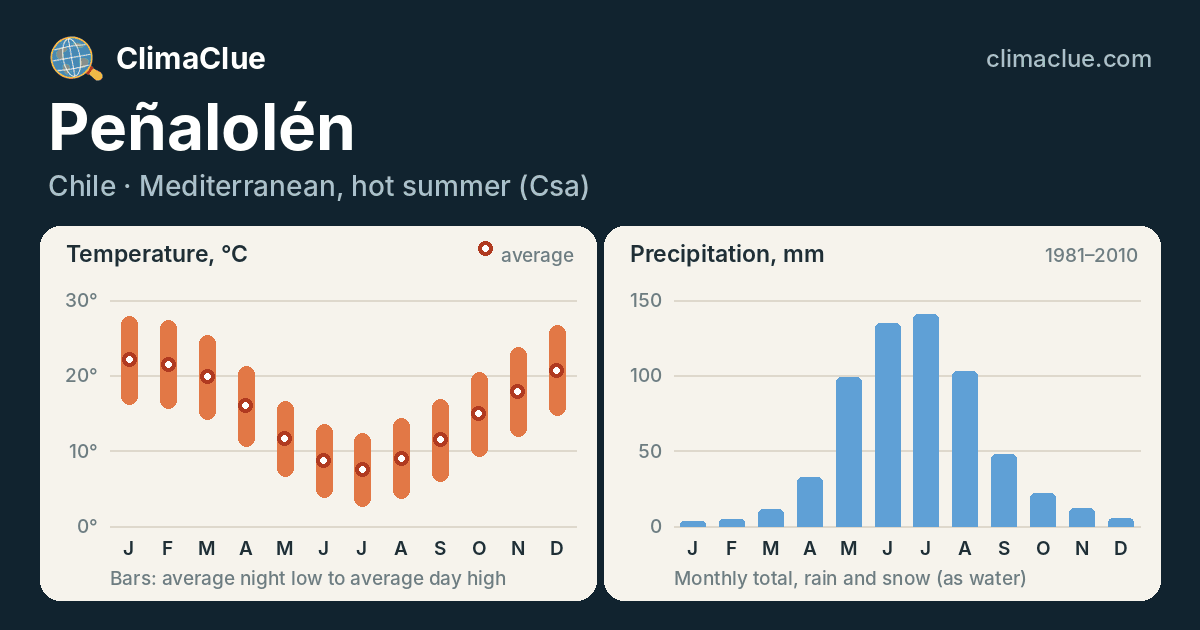 ClimaClue
climaclue.com
Peñalolén
Chile · Mediterranean, hot summer (Csa)
Temperature, °C
average
30°
20°
10°
0°
J F M A M J J A S O N D
Bars: average night low to average day high
Precipitation, mm
1981–2010
150
100
50
0
J F M A M J J A S O N D
Monthly total, rain and snow (as water)